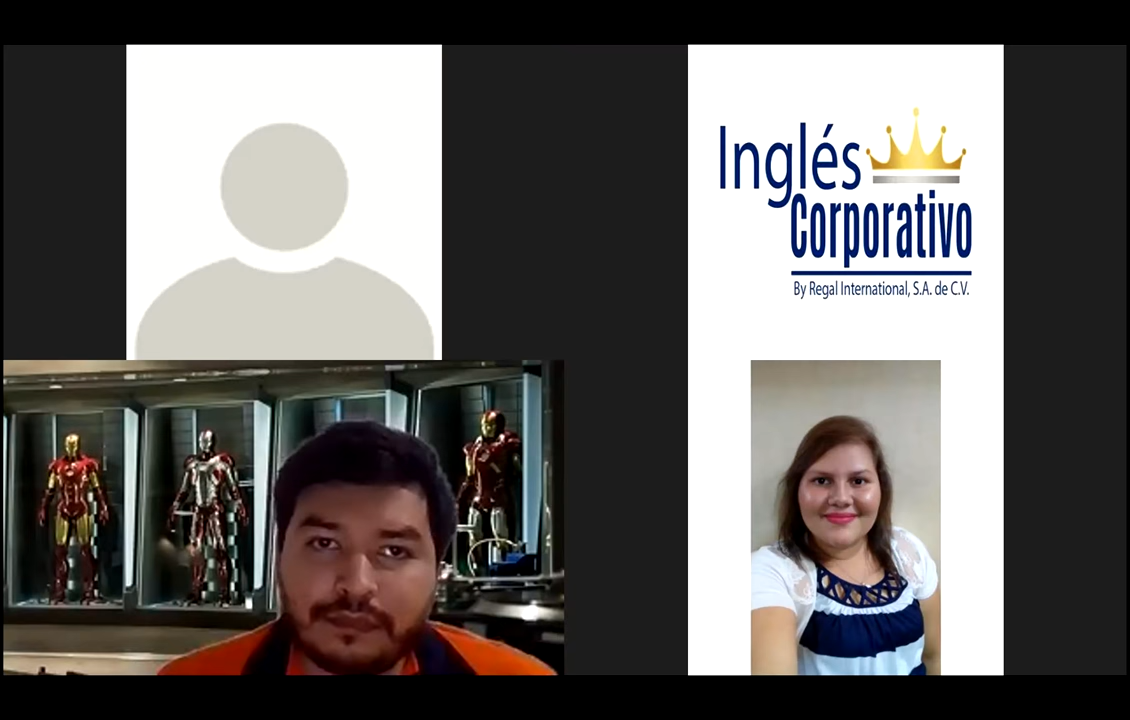 Inglés
Corporativo
By Regal International, S.A. de C.V.